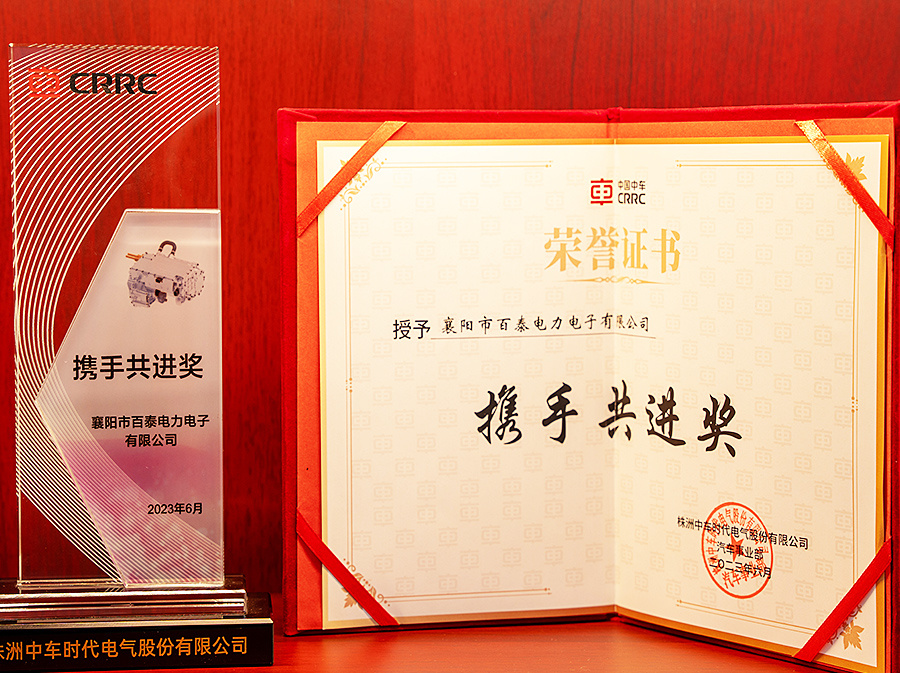 CRRC
携手共进奖
襄阳市百泰电力电子
有限公司
2023年6月
株洲中车时代电气股份有限公司
中国中车
CRRC
荣誉证书
授予 襄阳市百泰电力电子有限公司
携手共进奖
株洲中车时代电气股份有限公司
汽车事业部
二〇二三年六月